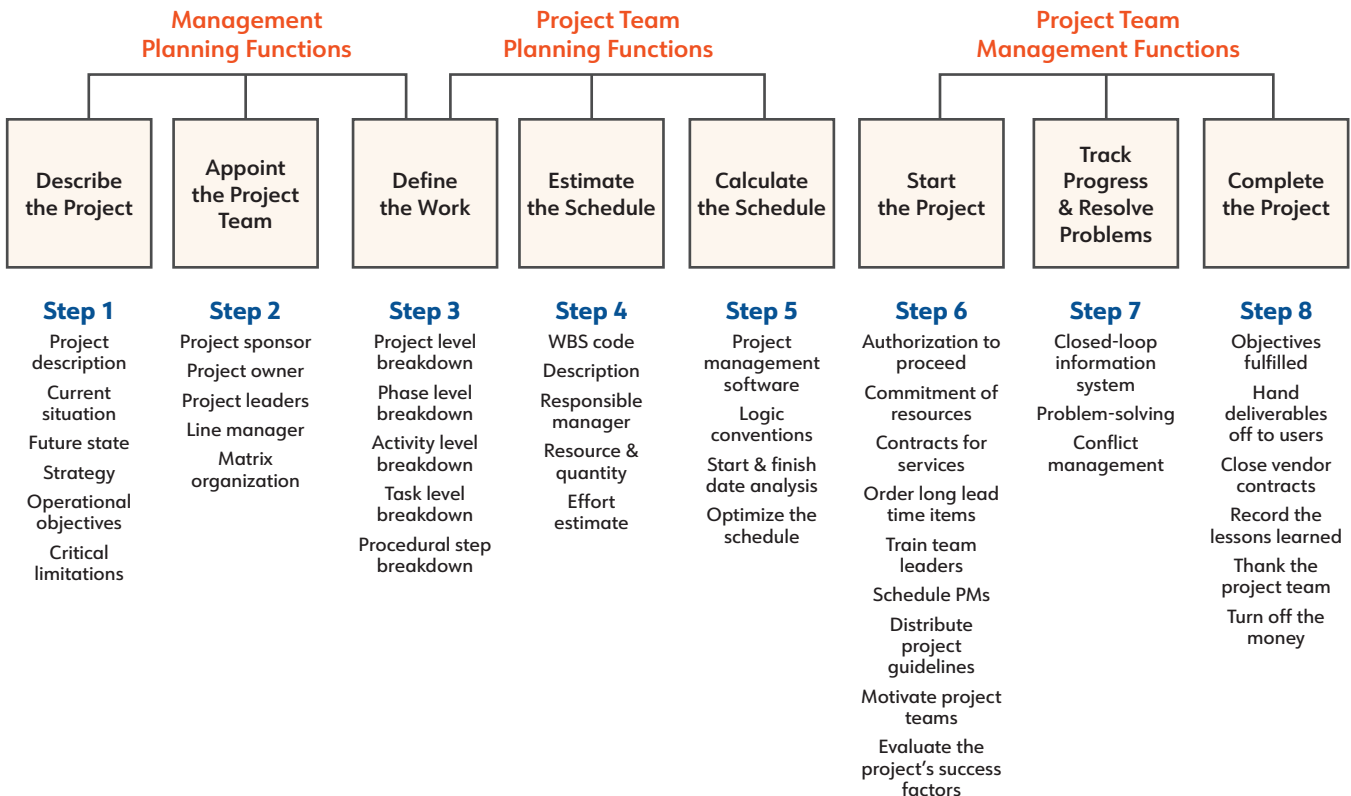 Management
Planning Functions
Project Team
Planning Functions
Project Team
Management Functions
Describe
the Project
Appoint
the Project
Team
Define
the Work
Estimate
the Schedule
Calculate
the Schedule
Start
the Project
Track
Progress
& Resolve
Problems
Complete
the Project
Step 1
Project
description
Current
situation
Future state
Strategy
Operational
objectives
Critical
limitations
Step 2
Project sponsor
Project owner
Project leaders
Line manager
Matrix
organization
Step 3
Project level
breakdown
Phase level
breakdown
Activity level
breakdown
Task level
breakdown
Procedural step
breakdown
Step 4
WBS code
Description
Responsible
manager
Resource &
quantity
Effort
estimate
Step 5
Project
management
software
Logic
conventions
Start & finish
date analysis
Optimize the
schedule
Step 6
Authorization to
proceed
Commitment of
resources
Contracts for
services
Order long lead
time items
Train team
leaders
Schedule PMs
Distribute
project
guidelines
Motivate project
teams
Evaluate the
project's success
factors
Step 7
Closed-loop
information
system
Problem-solving
Conflict
management
Step 8
Objectives
fulfilled
Hand
deliverables
off to users
Close vendor
contracts
Record the
lessons learned
Thank the
project team
Turn off the
money